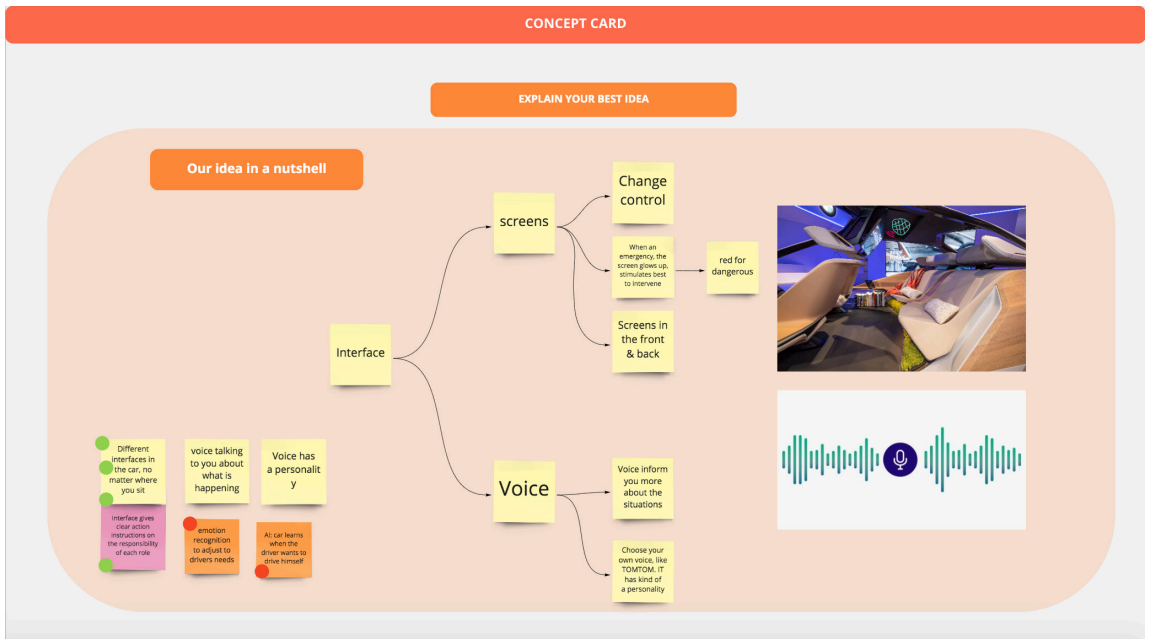 CONCEPT CARD
EXPLAIN YOUR BEST IDEA
Our idea in a nutshell
Interface
screens
Change
control
When an
emergency, the
screen glows up,
stimulates best
to intervene
red for
dangerous
Screens in
the front
& back
Voice
Voice inform
you more
about the
situations
Choose your
own voice, like
TOMTOM. IT
has kind of
a personality
Different
interfaces in
the car, no
matter where
you sit
voice talking
to you about
what is
happening
Voice has
a personalit
y
Interface gives
clear action
instructions on
the responsibility
of each role
emotion
recognition
to adjust to
drivers needs
AI: car learns
when the
driver wants to
drive himself